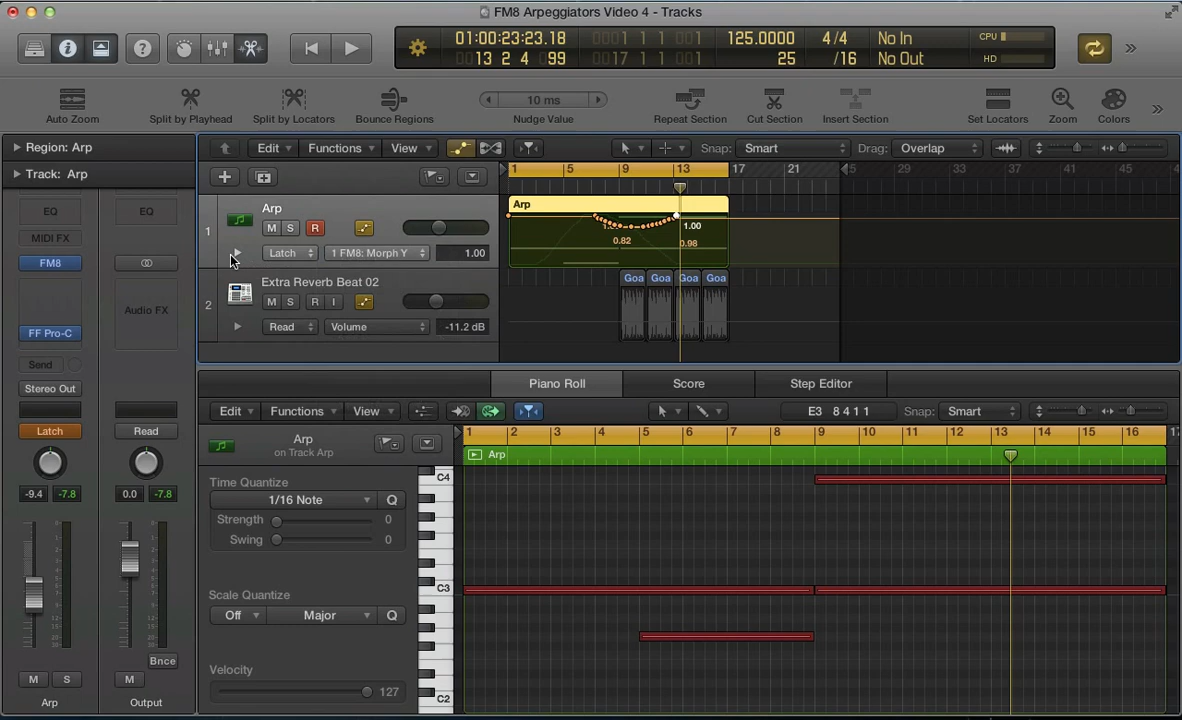 FM8 Arpeggiators Video 4 - Tracks
01:00:23:23.18
0001 1 1 001
125.0000
4/4
No In
CPU
13 2 4 099
0017 1 1 001
25
/16
No Out
HD
Auto Zoom
Split by Playhead
Split by Locators
Bounce Regions
10 ms
Nudge Value
Repeat Section
Cut Section
Insert Section
Set Locators
Zoom
Colors
Region: Arp
Track: Arp
Edit
Functions
View
Snap: Smart
Drag: Overlap
1 5 9 13 17 21 25 29 33 37 41 45
EQ
EQ
MIDI FX
FM8
Audio FX
FF Pro-C
Send
Stereo Out
Latch
Read
-9.4 -7.8
0.0 -7.8
Bnce
M S
M
Arp
Output
1
Arp
M S R
Latch
1 FM8: Morph Y
1.00
Arp
1.00
0.82
0.98
2
Extra Reverb Beat 02
M S R I
Read
Volume
-11.2 dB
Goa Goa Goa Goa
Piano Roll
Score
Step Editor
Edit
Functions
View
E3 8 4 1 1
Snap: Smart
1 2 3 4 5 6 7 8 9 10 11 12 13 14 15 16 17
Arp
on Track Arp
Arp
Time Quantize
1/16 Note
Q
Strength 0
Swing 0
Scale Quantize
Off
Major
Q
Velocity
127
C4
C3
C2